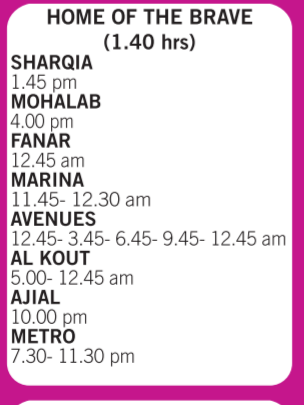 HOME OF THE BRAVE
(1.40 hrs)
SHARQIA
1.45 pm
MOHALAB
4.00 pm
FANAR
12.45 am
MARINA
11.45- 12.30 am
AVENUES
12.45- 3.45- 6.45- 9.45- 12.45 am
AL KOUT
5.00- 12.45 am
AJIAL
10.00 pm
METRO
7.30- 11.30 pm